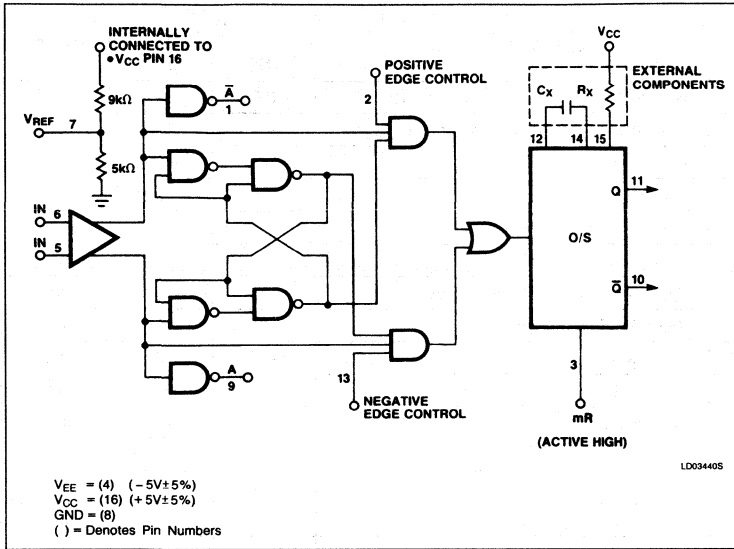 INTERNALLY
CONNECTED TO
•VCC PIN 16
9kΩ
VREF
7
5kΩ
IN
6
IN
5
Ā
1
A
9
POSITIVE
EDGE CONTROL
2
13
NEGATIVE
EDGE CONTROL
VCC
EXTERNAL
COMPONENTS
CX
RX
12
14
15
Q
11
O/S
Q̄
10
3
mR
(ACTIVE HIGH)
LD03440S
VEE = (4) (−5V±5%)
VCC = (16) (+5V±5%)
GND = (8)
( ) = Denotes Pin Numbers